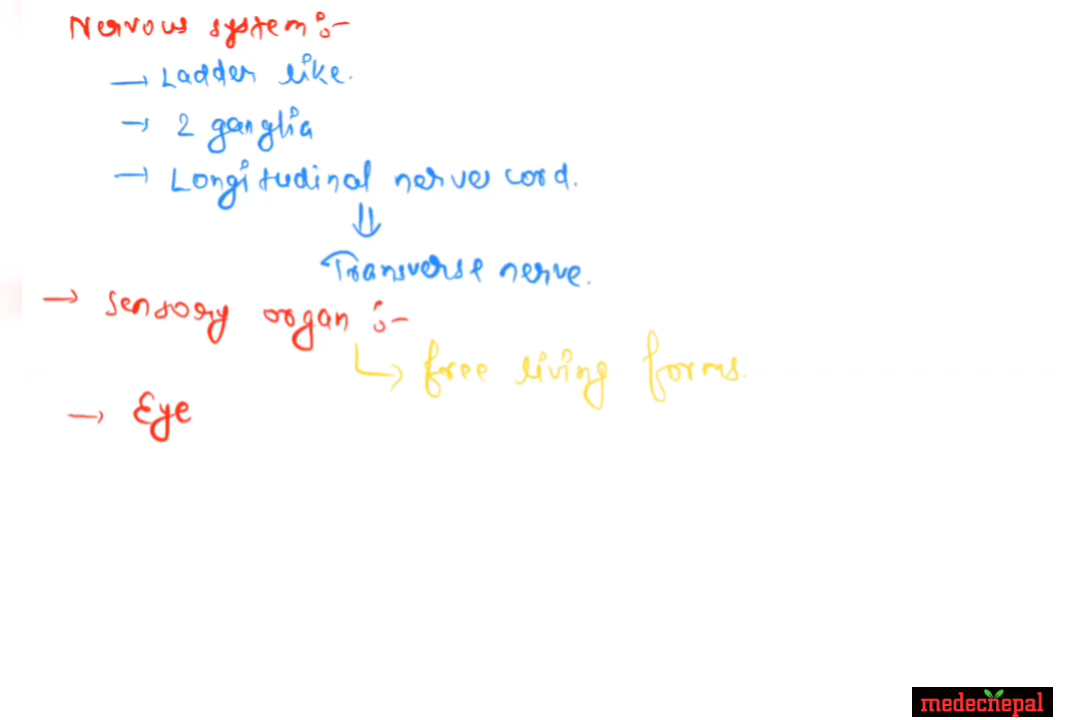 Nervous system :-
→ Ladder like.
→ 2 ganglia
→ Longitudinal nerve cord.
⇓
Transverse nerve.
→ Sensory organ :-
↳ free living forms.
→ Eye
medecnepal